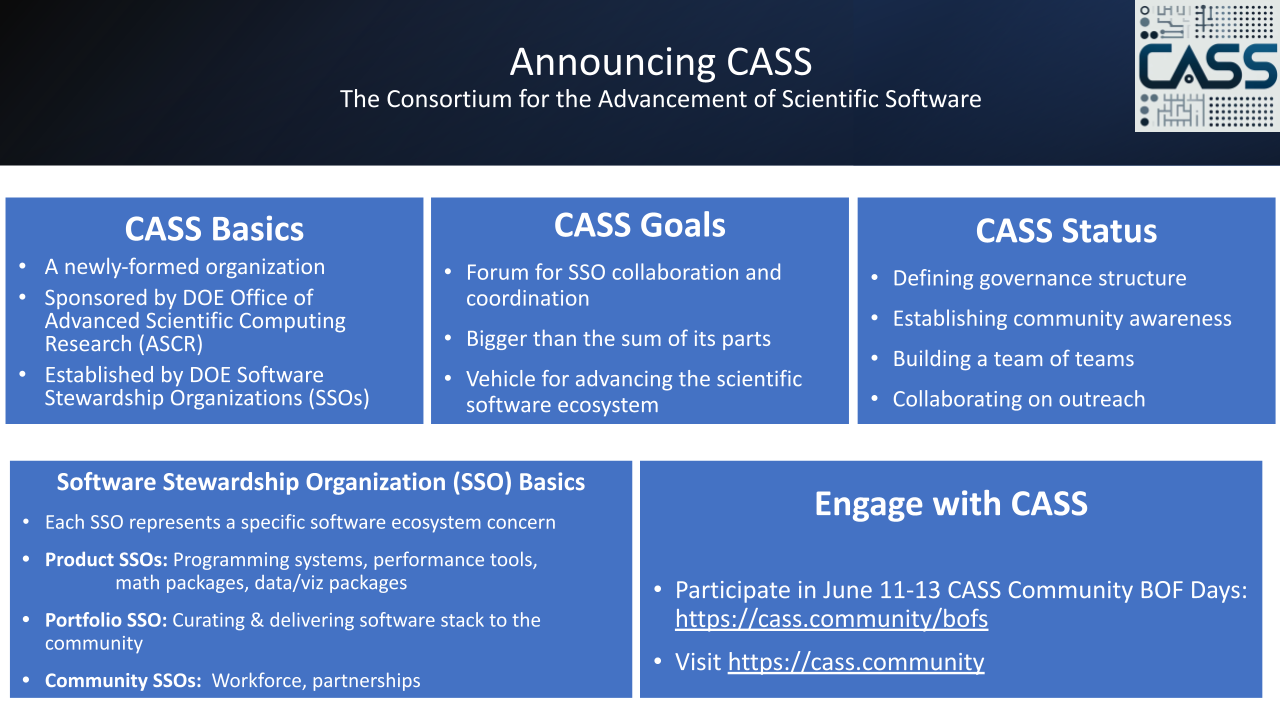 Announcing CASS
The Consortium for the Advancement of Scientific Software
CASS
CASS Basics
• A newly-formed organization
• Sponsored by DOE Office of
Advanced Scientific Computing
Research (ASCR)
• Established by DOE Software
Stewardship Organizations (SSOs)
CASS Goals
• Forum for SSO collaboration and
coordination
• Bigger than the sum of its parts
• Vehicle for advancing the scientific
software ecosystem
CASS Status
• Defining governance structure
• Establishing community awareness
• Building a team of teams
• Collaborating on outreach
Software Stewardship Organization (SSO) Basics
• Each SSO represents a specific software ecosystem concern
• Product SSOs: Programming systems, performance tools,
math packages, data/viz packages
• Portfolio SSO: Curating & delivering software stack to the
community
• Community SSOs: Workforce, partnerships
Engage with CASS
• Participate in June 11-13 CASS Community BOF Days:
https://cass.community/bofs
• Visit https://cass.community